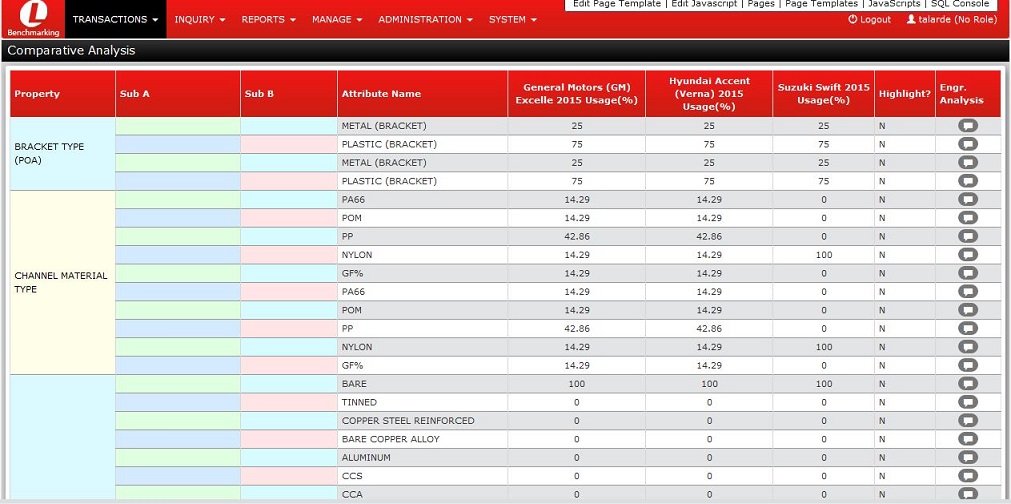 Edit Page Template | Edit Javascript | Pages | Page Templates | JavaScripts | SQL Console
L
Benchmarking
TRANSACTIONS INQUIRY REPORTS MANAGE ADMINISTRATION SYSTEM
Logout talarde (No Role)
Comparative Analysis
Property Sub A Sub B Attribute Name General Motors (GM) Excelle 2015 Usage(%) Hyundai Accent (Verna) 2015 Usage(%) Suzuki Swift 2015 Usage(%) Highlight? Engr. Analysis
BRACKET TYPE (POA)
METAL (BRACKET) 25 25 25 N
PLASTIC (BRACKET) 75 75 75 N
METAL (BRACKET) 25 25 25 N
PLASTIC (BRACKET) 75 75 75 N
CHANNEL MATERIAL TYPE
PA66 14.29 14.29 0 N
POM 14.29 14.29 0 N
PP 42.86 42.86 0 N
NYLON 14.29 14.29 100 N
GF% 14.29 14.29 0 N
PA66 14.29 14.29 0 N
POM 14.29 14.29 0 N
PP 42.86 42.86 0 N
NYLON 14.29 14.29 100 N
GF% 14.29 14.29 0 N
BARE 100 100 100 N
TINNED 0 0 0 N
COPPER STEEL REINFORCED 0 0 0 N
BARE COPPER ALLOY 0 0 0 N
ALUMINUM 0 0 0 N
CCS 0 0 0 N
CCA 0 0 0 N